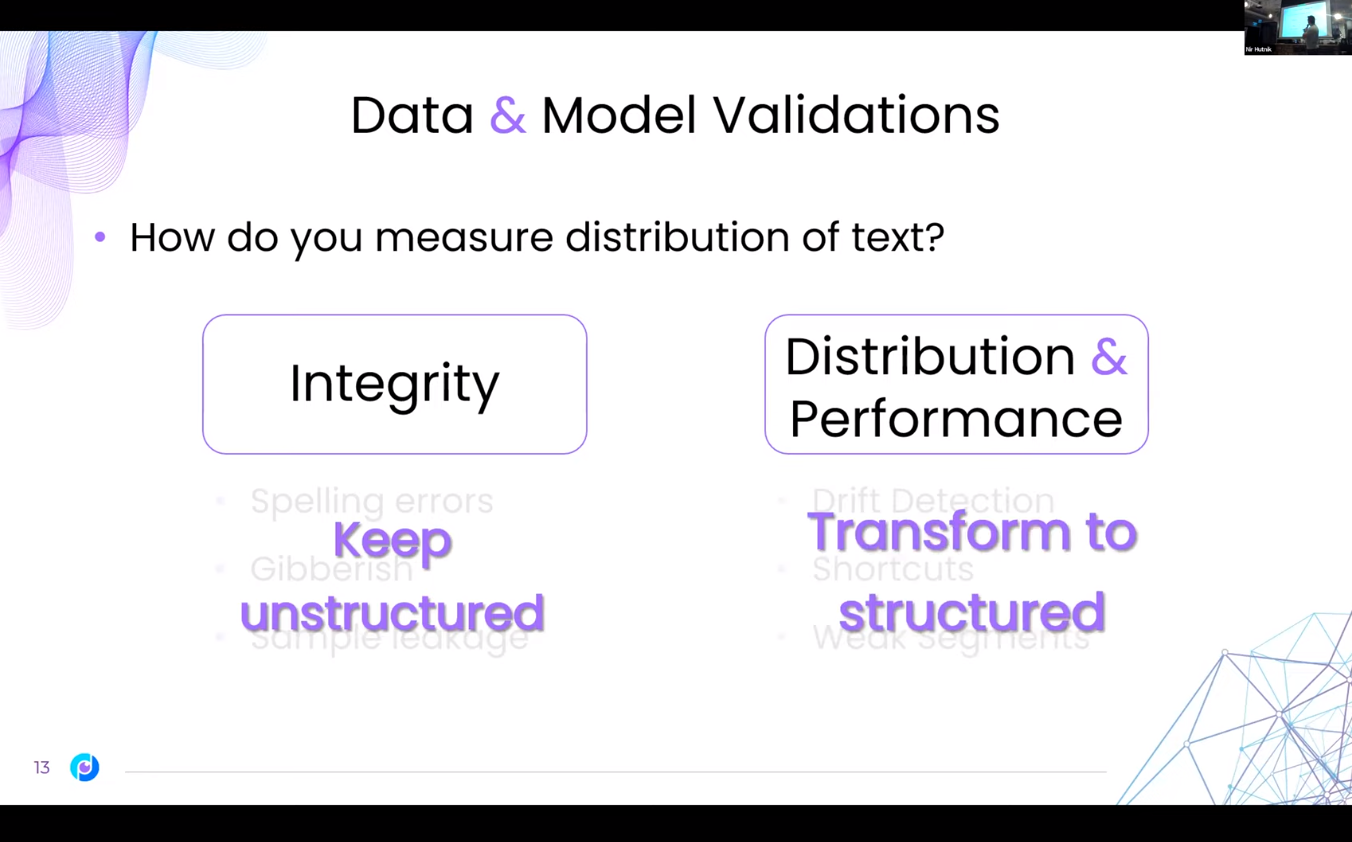 Nir Hutnik
Data & Model Validations
• How do you measure distribution of text?
Integrity
• Spelling errors
• Gibberish
• Sample leakage
Keep
unstructured
Distribution &
Performance
• Drift Detection
• Shortcuts
• Weak Segments
Transform to
structured
13